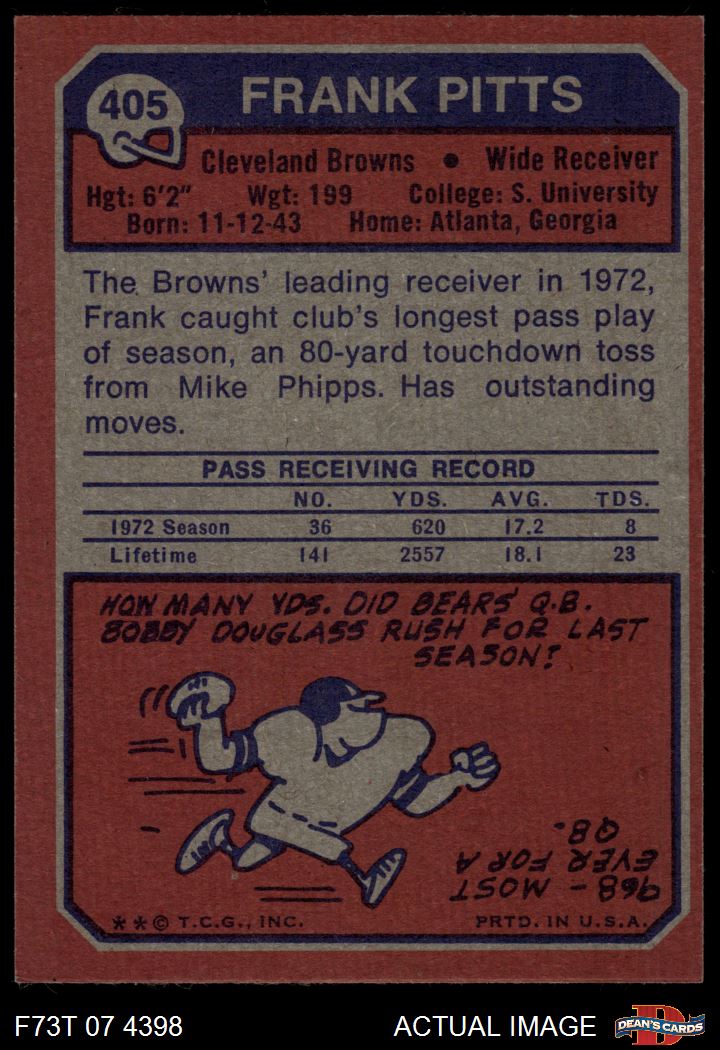 405
FRANK PITTS
Cleveland Browns • Wide Receiver
Hgt: 6'2" Wgt: 199 College: S. University
Born: 11-12-43 Home: Atlanta, Georgia
The Browns' leading receiver in 1972,
Frank caught club's longest pass play
of season, an 80-yard touchdown toss
from Mike Phipps. Has outstanding
moves.
PASS RECEIVING RECORD
NO. YDS. AVG. TDS.
1972 Season 36 620 17.2 8
Lifetime 141 2557 18.1 23
HOW MANY YDS. DID BEARS' Q.B.
BOBBY DOUGLASS RUSH FOR LAST
SEASON?
968 - MOST
EVER FOR A
QB.
**© T.C.G., INC. PRTD. IN U.S.A.
F73T 07 4398 ACTUAL IMAGE
D
DEAN'S CARDS